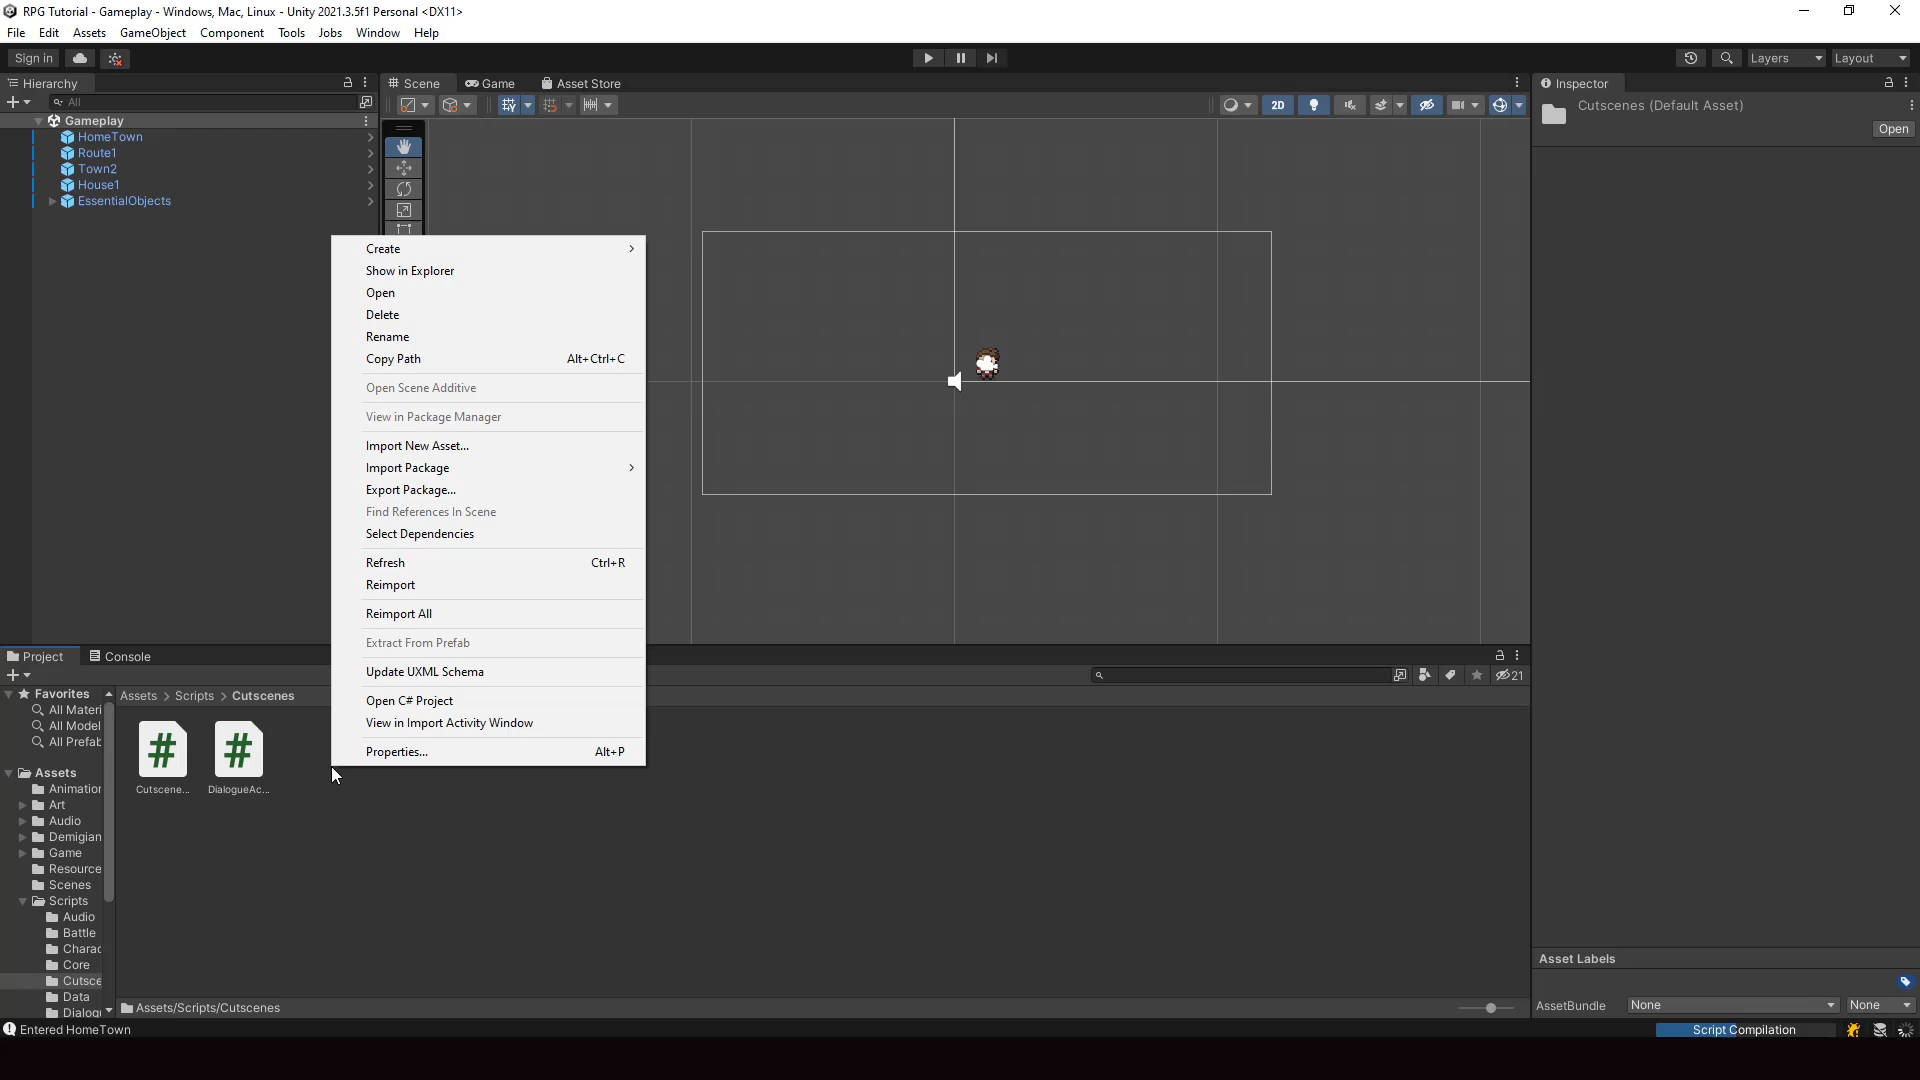 RPG Tutorial - Gameplay - Windows, Mac, Linux - Unity 2021.3.5f1 Personal <DX11>
File Edit Assets GameObject Component Tools Jobs Window Help
Sign in
Layers
Layout
Hierarchy
All
Gameplay
HomeTown
Route1
Town2
House1
EssentialObjects
Scene
Game
Asset Store
2D
Inspector
Cutscenes (Default Asset)
Open
Create
Show in Explorer
Open
Delete
Rename
Copy Path Alt+Ctrl+C
Open Scene Additive
View in Package Manager
Import New Asset...
Import Package
Export Package...
Find References In Scene
Select Dependencies
Refresh Ctrl+R
Reimport
Reimport All
Extract From Prefab
Update UXML Schema
Open C# Project
View in Import Activity Window
Properties... Alt+P
Project
Console
21
Favorites
All Materi
All Model
All Prefab
Assets
Animation
Art
Audio
Demigian
Game
Resource
Scenes
Scripts
Audio
Battle
Charac
Core
Cutsce
Data
Dialogu
Assets > Scripts > Cutscenes
#
#
Cutscene...
DialogueAc...
Assets/Scripts/Cutscenes
Asset Labels
AssetBundle None None
Entered HomeTown
Script Compilation